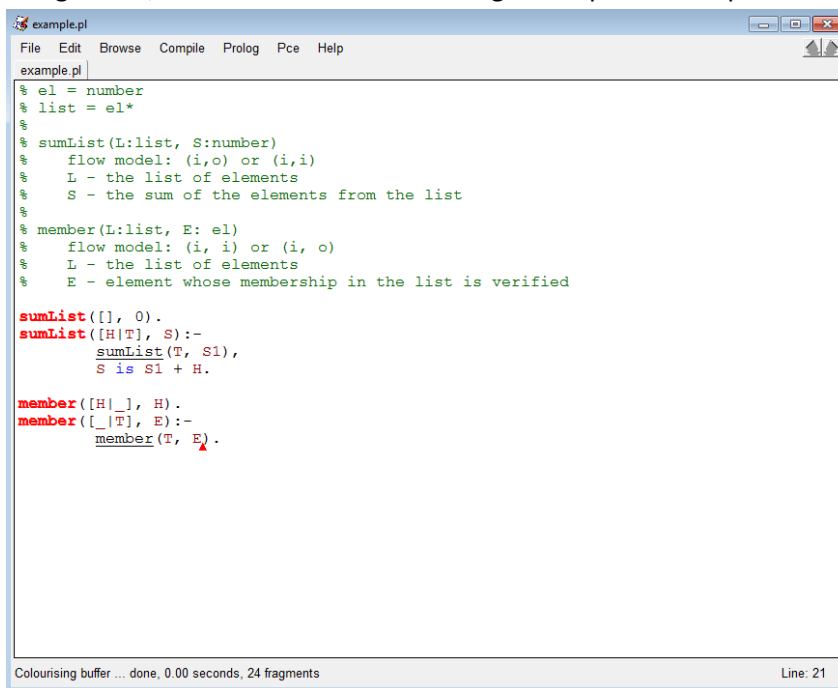 example.pl
File Edit Browse Compile Prolog Pce Help
example.pl
% el = number
% list = el*
%
% sumList(L:list, S:number)
%    flow model: (i,o) or (i,i)
%    L - the list of elements
%    S - the sum of the elements from the list
%
% member(L:list, E: el)
%    flow model: (i, i) or (i, o)
%    L - the list of elements
%    E - element whose membership in the list is verified
sumList([], 0).
sumList([H|T], S):-
        sumList(T, S1),
        S is S1 + H.
member([H|_], H).
member([_|T], E):-
        member(T, E).
Colourising buffer ... done, 0.00 seconds, 24 fragments
Line: 21